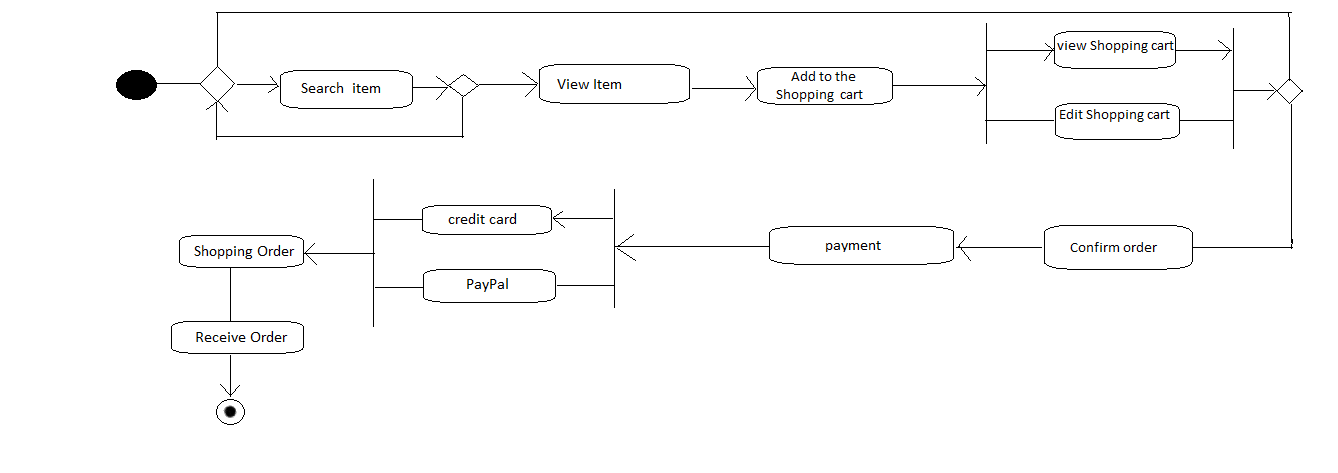 view Shopping cart
Search item
View Item
Add to the
Shopping cart
Edit Shopping cart
credit card
Shopping Order
payment
Confirm order
PayPal
Receive Order